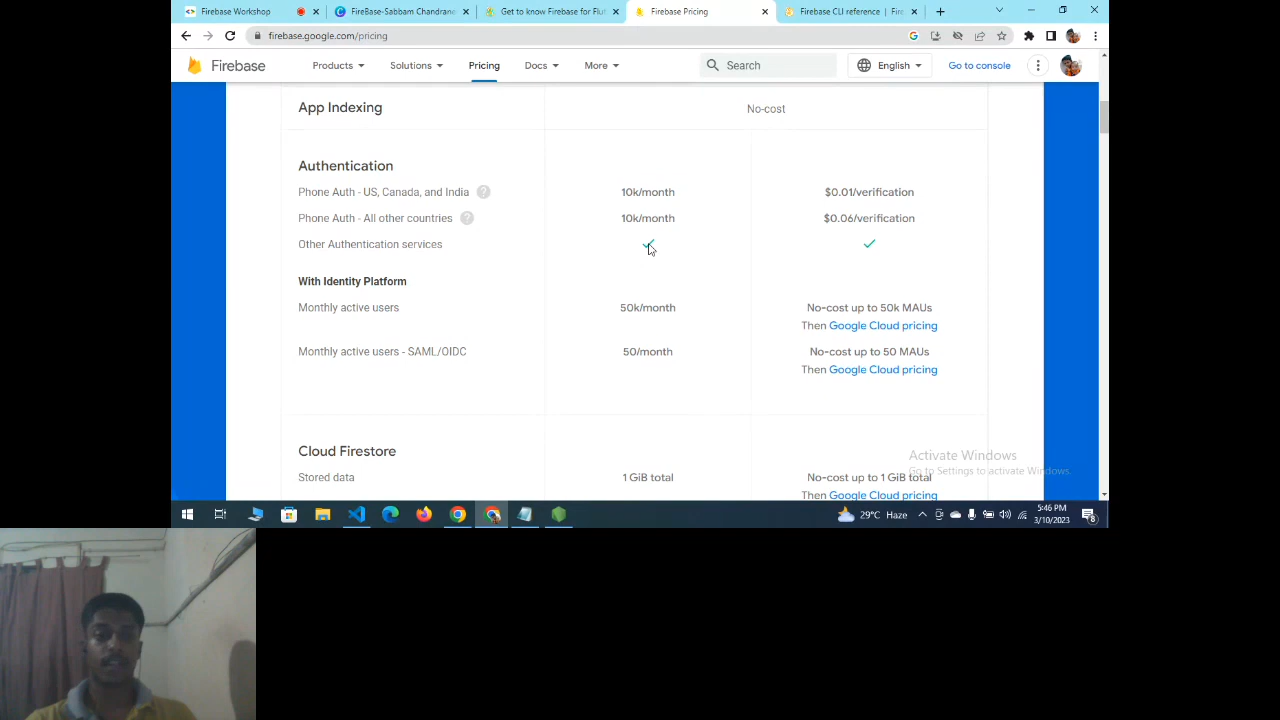 Firebase Workshop
FireBase-Sabbam Chandran
Get to know Firebase for Flut
Firebase Pricing
Firebase CLI reference | Fire
firebase.google.com/pricing
Firebase
Products
Solutions
Pricing
Docs
More
Search
English
Go to console
App Indexing
No-cost
Authentication
Phone Auth - US, Canada, and India ?
10k/month
$0.01/verification
Phone Auth - All other countries ?
10k/month
$0.06/verification
Other Authentication services
With Identity Platform
Monthly active users
50k/month
No-cost up to 50k MAUs
Then Google Cloud pricing
Monthly active users - SAML/OIDC
50/month
No-cost up to 50 MAUs
Then Google Cloud pricing
Cloud Firestore
Stored data
1 GiB total
No-cost up to 1 GiB total
Then Google Cloud pricing
Activate Windows
Go to Settings to activate Windows.
29°C Haze
5:46 PM
3/10/2023
8